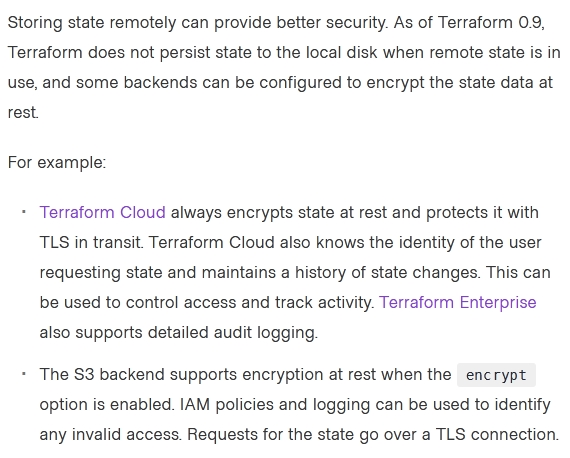 Storing state remotely can provide better security. As of Terraform 0.9,
Terraform does not persist state to the local disk when remote state is in
use, and some backends can be configured to encrypt the state data at
rest.
For example:
Terraform Cloud always encrypts state at rest and protects it with
TLS in transit. Terraform Cloud also knows the identity of the user
requesting state and maintains a history of state changes. This can
be used to control access and track activity. Terraform Enterprise
also supports detailed audit logging.
The S3 backend supports encryption at rest when the encrypt
option is enabled. IAM policies and logging can be used to identify
any invalid access. Requests for the state go over a TLS connection.